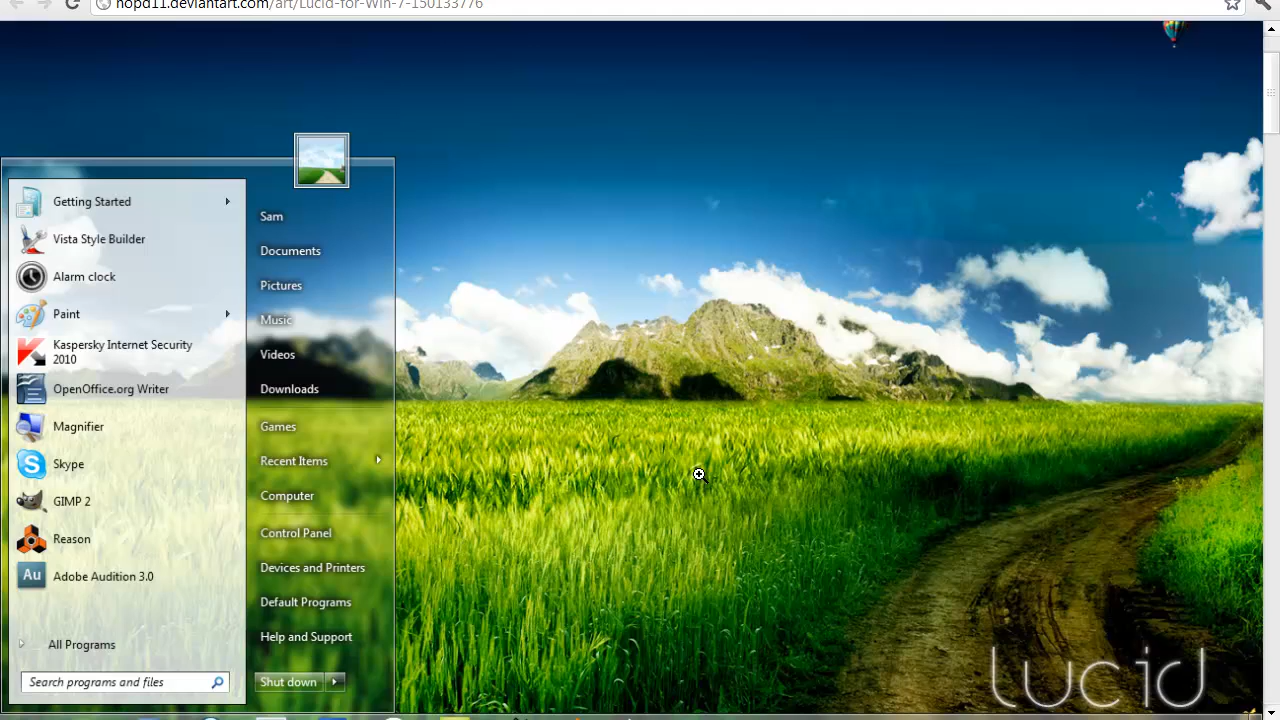 hopd11.deviantart.com/art/Lucid-for-Win-7-150133776
Getting Started
Vista Style Builder
Alarm clock
Paint
Kaspersky Internet Security
2010
OpenOffice.org Writer
Magnifier
Skype
GIMP 2
Reason
Au Adobe Audition 3.0
All Programs
Search programs and files
Sam
Documents
Pictures
Music
Videos
Downloads
Games
Recent Items
Computer
Control Panel
Devices and Printers
Default Programs
Help and Support
Shut down
Lucid